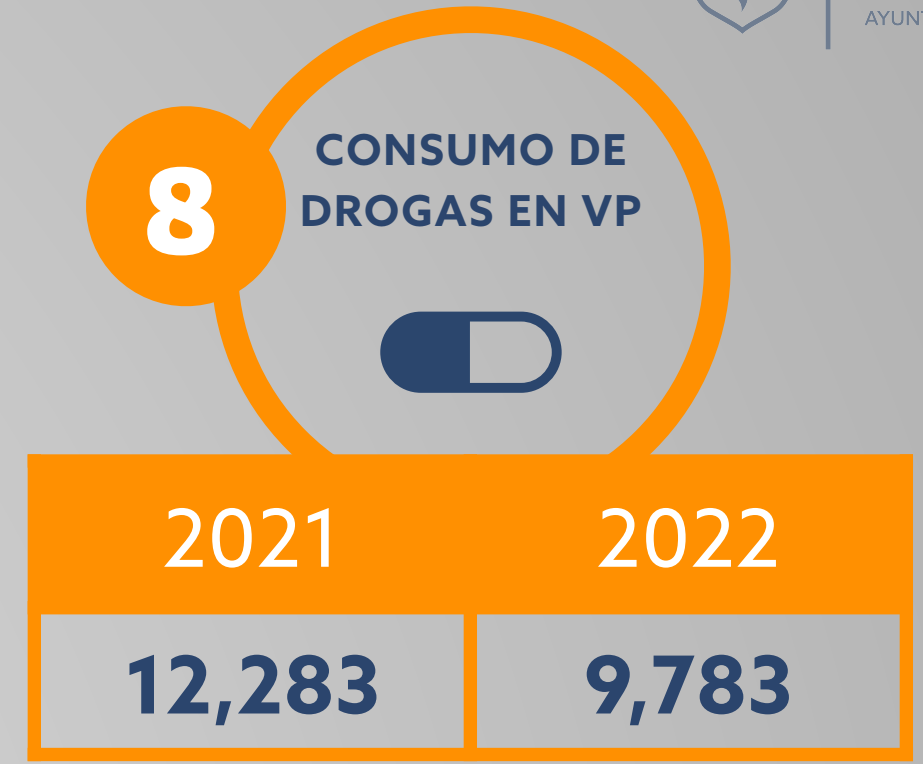 AYUNT
8
CONSUMO DE
DROGAS EN VP
2021 2022
12,283 9,783